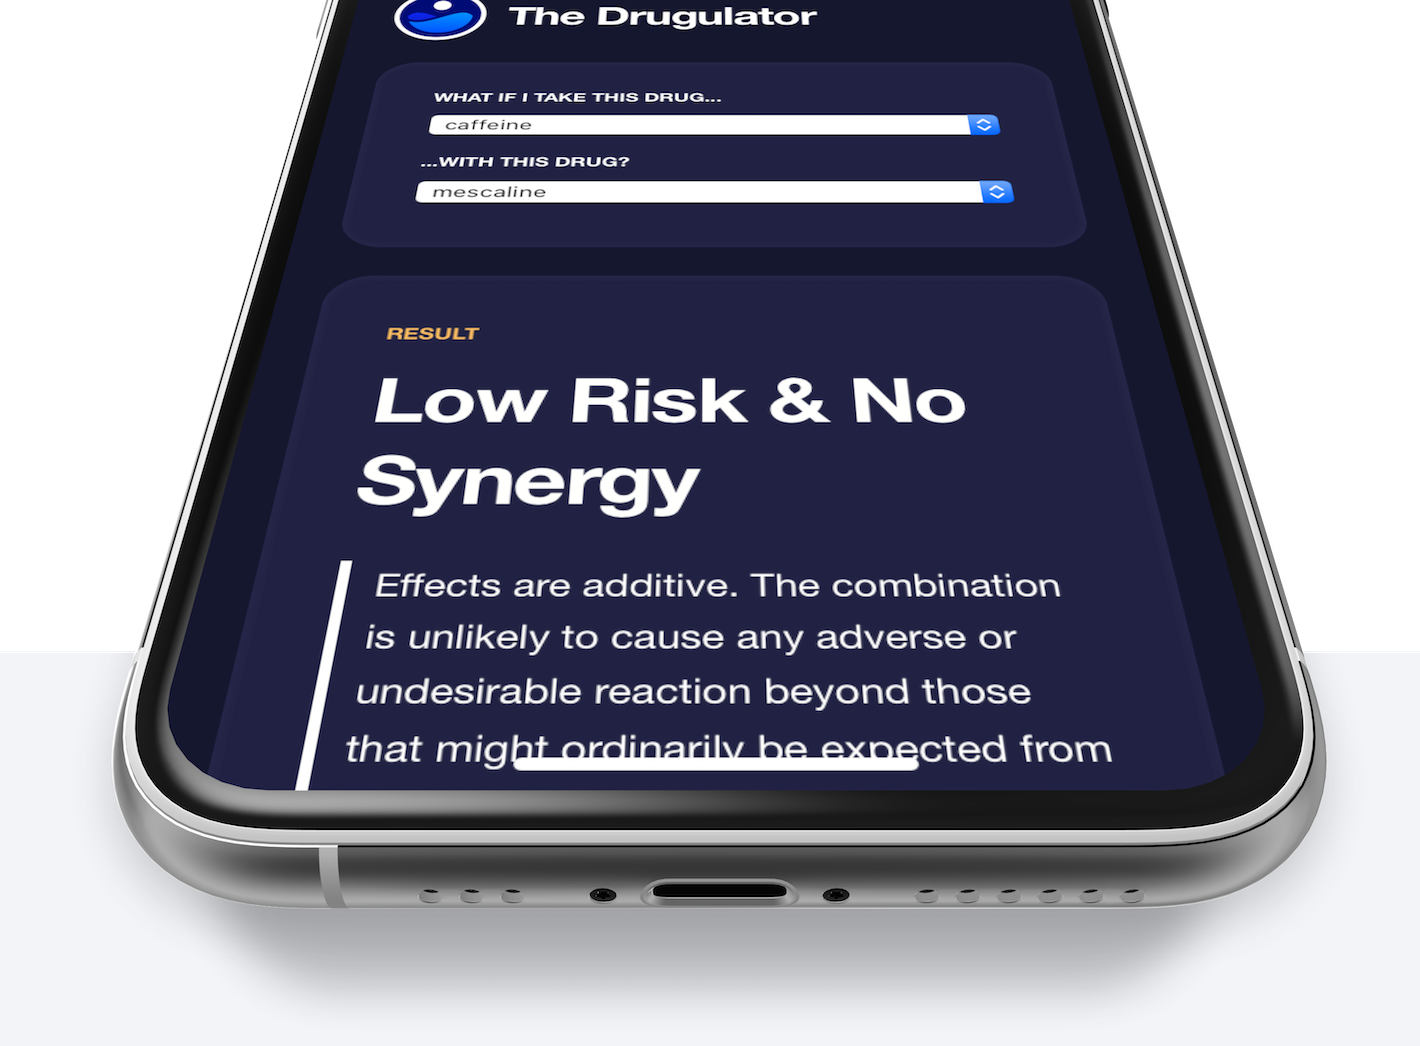 The Drugulator
WHAT IF I TAKE THIS DRUG...
caffeine
...WITH THIS DRUG?
mescaline
RESULT
Low Risk & No
Synergy
Effects are additive. The combination
is unlikely to cause any adverse or
undesirable reaction beyond those
that might ordinarily be expected from